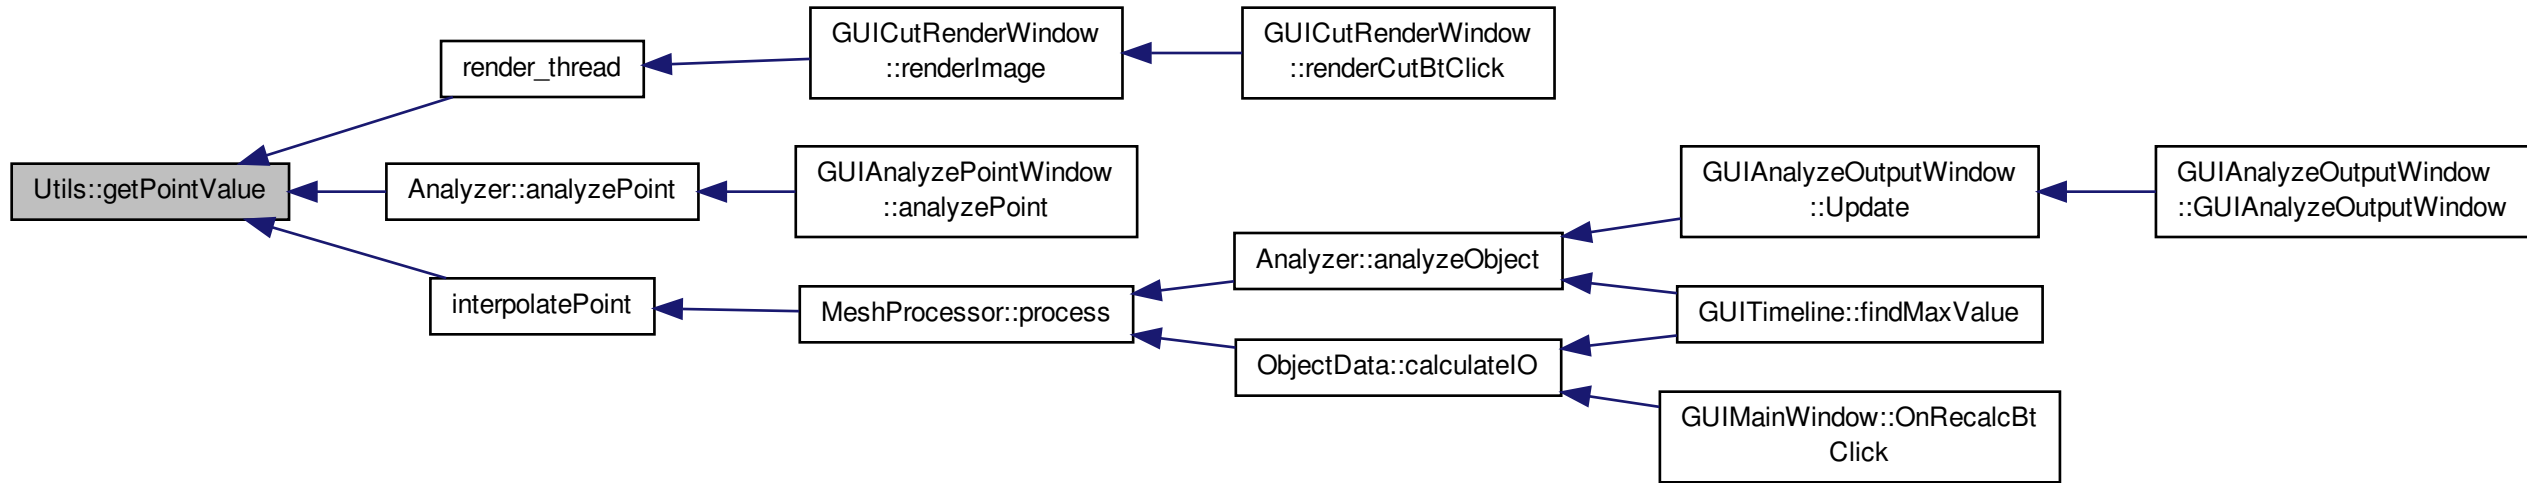 GUICutRenderWindow
::renderImage
GUICutRenderWindow
::renderCutBtClick
render_thread
Utils::getPointValue
Analyzer::analyzePoint
GUIAnalyzePointWindow
::analyzePoint
GUIAnalyzeOutputWindow
::Update
GUIAnalyzeOutputWindow
::GUIAnalyzeOutputWindow
interpolatePoint
MeshProcessor::process
Analyzer::analyzeObject
GUITimeline::findMaxValue
ObjectData::calculateIO
GUIMainWindow::OnRecalcBt
Click